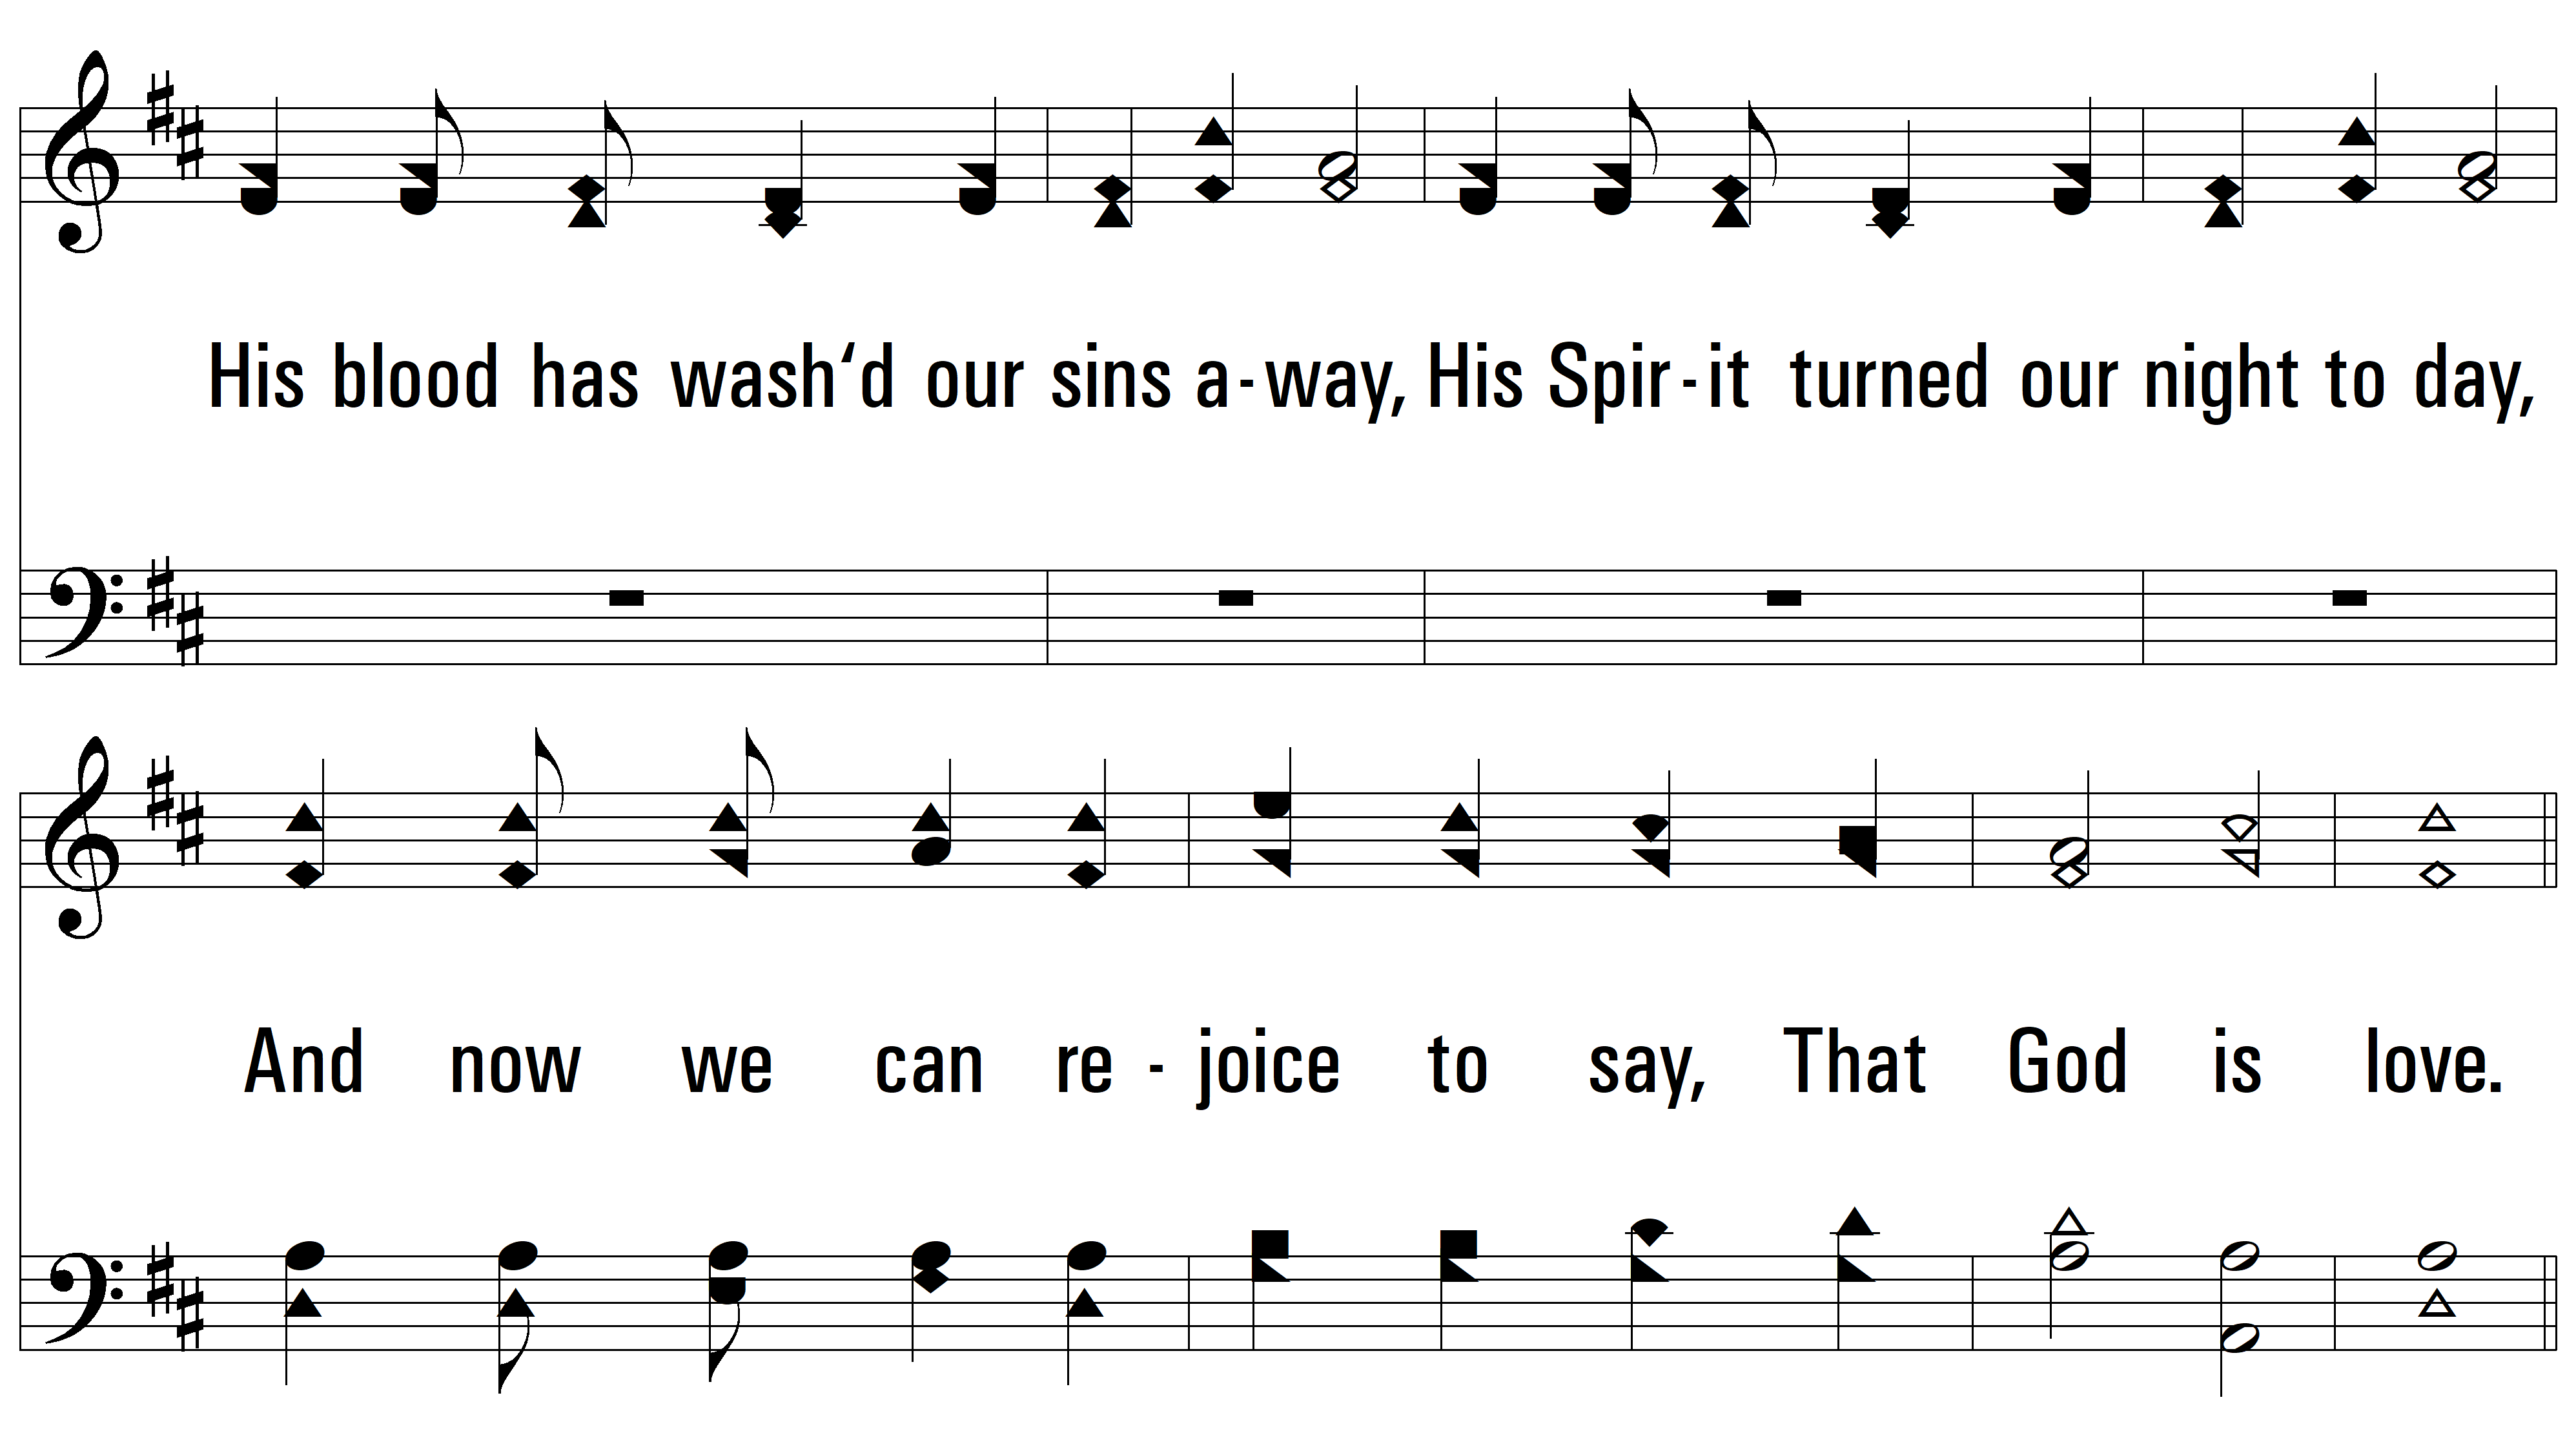 His blood has wash‘d our sins a-way, His Spir-it turned our night to day,
And now we can re-joice to say, That God is love.